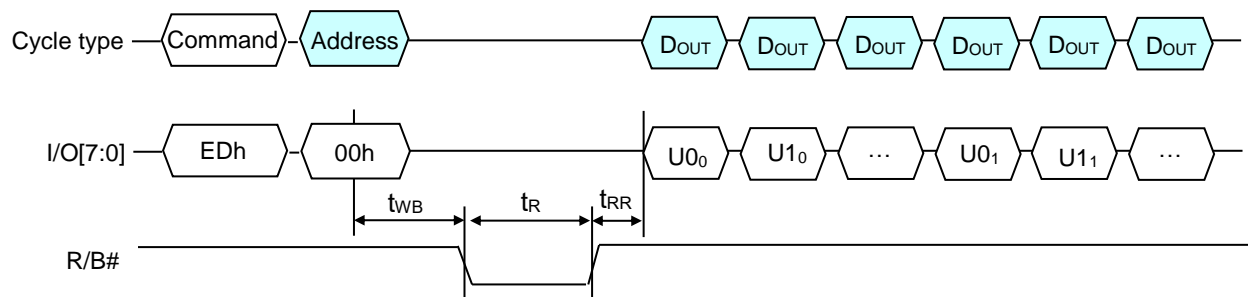 Cycle type Command Address DOUT DOUT DOUT DOUT DOUT DOUT
I/O[7:0] EDh 00h U0₀ U1₀ … U0₁ U1₁ …
tWB tR tRR
R/B#